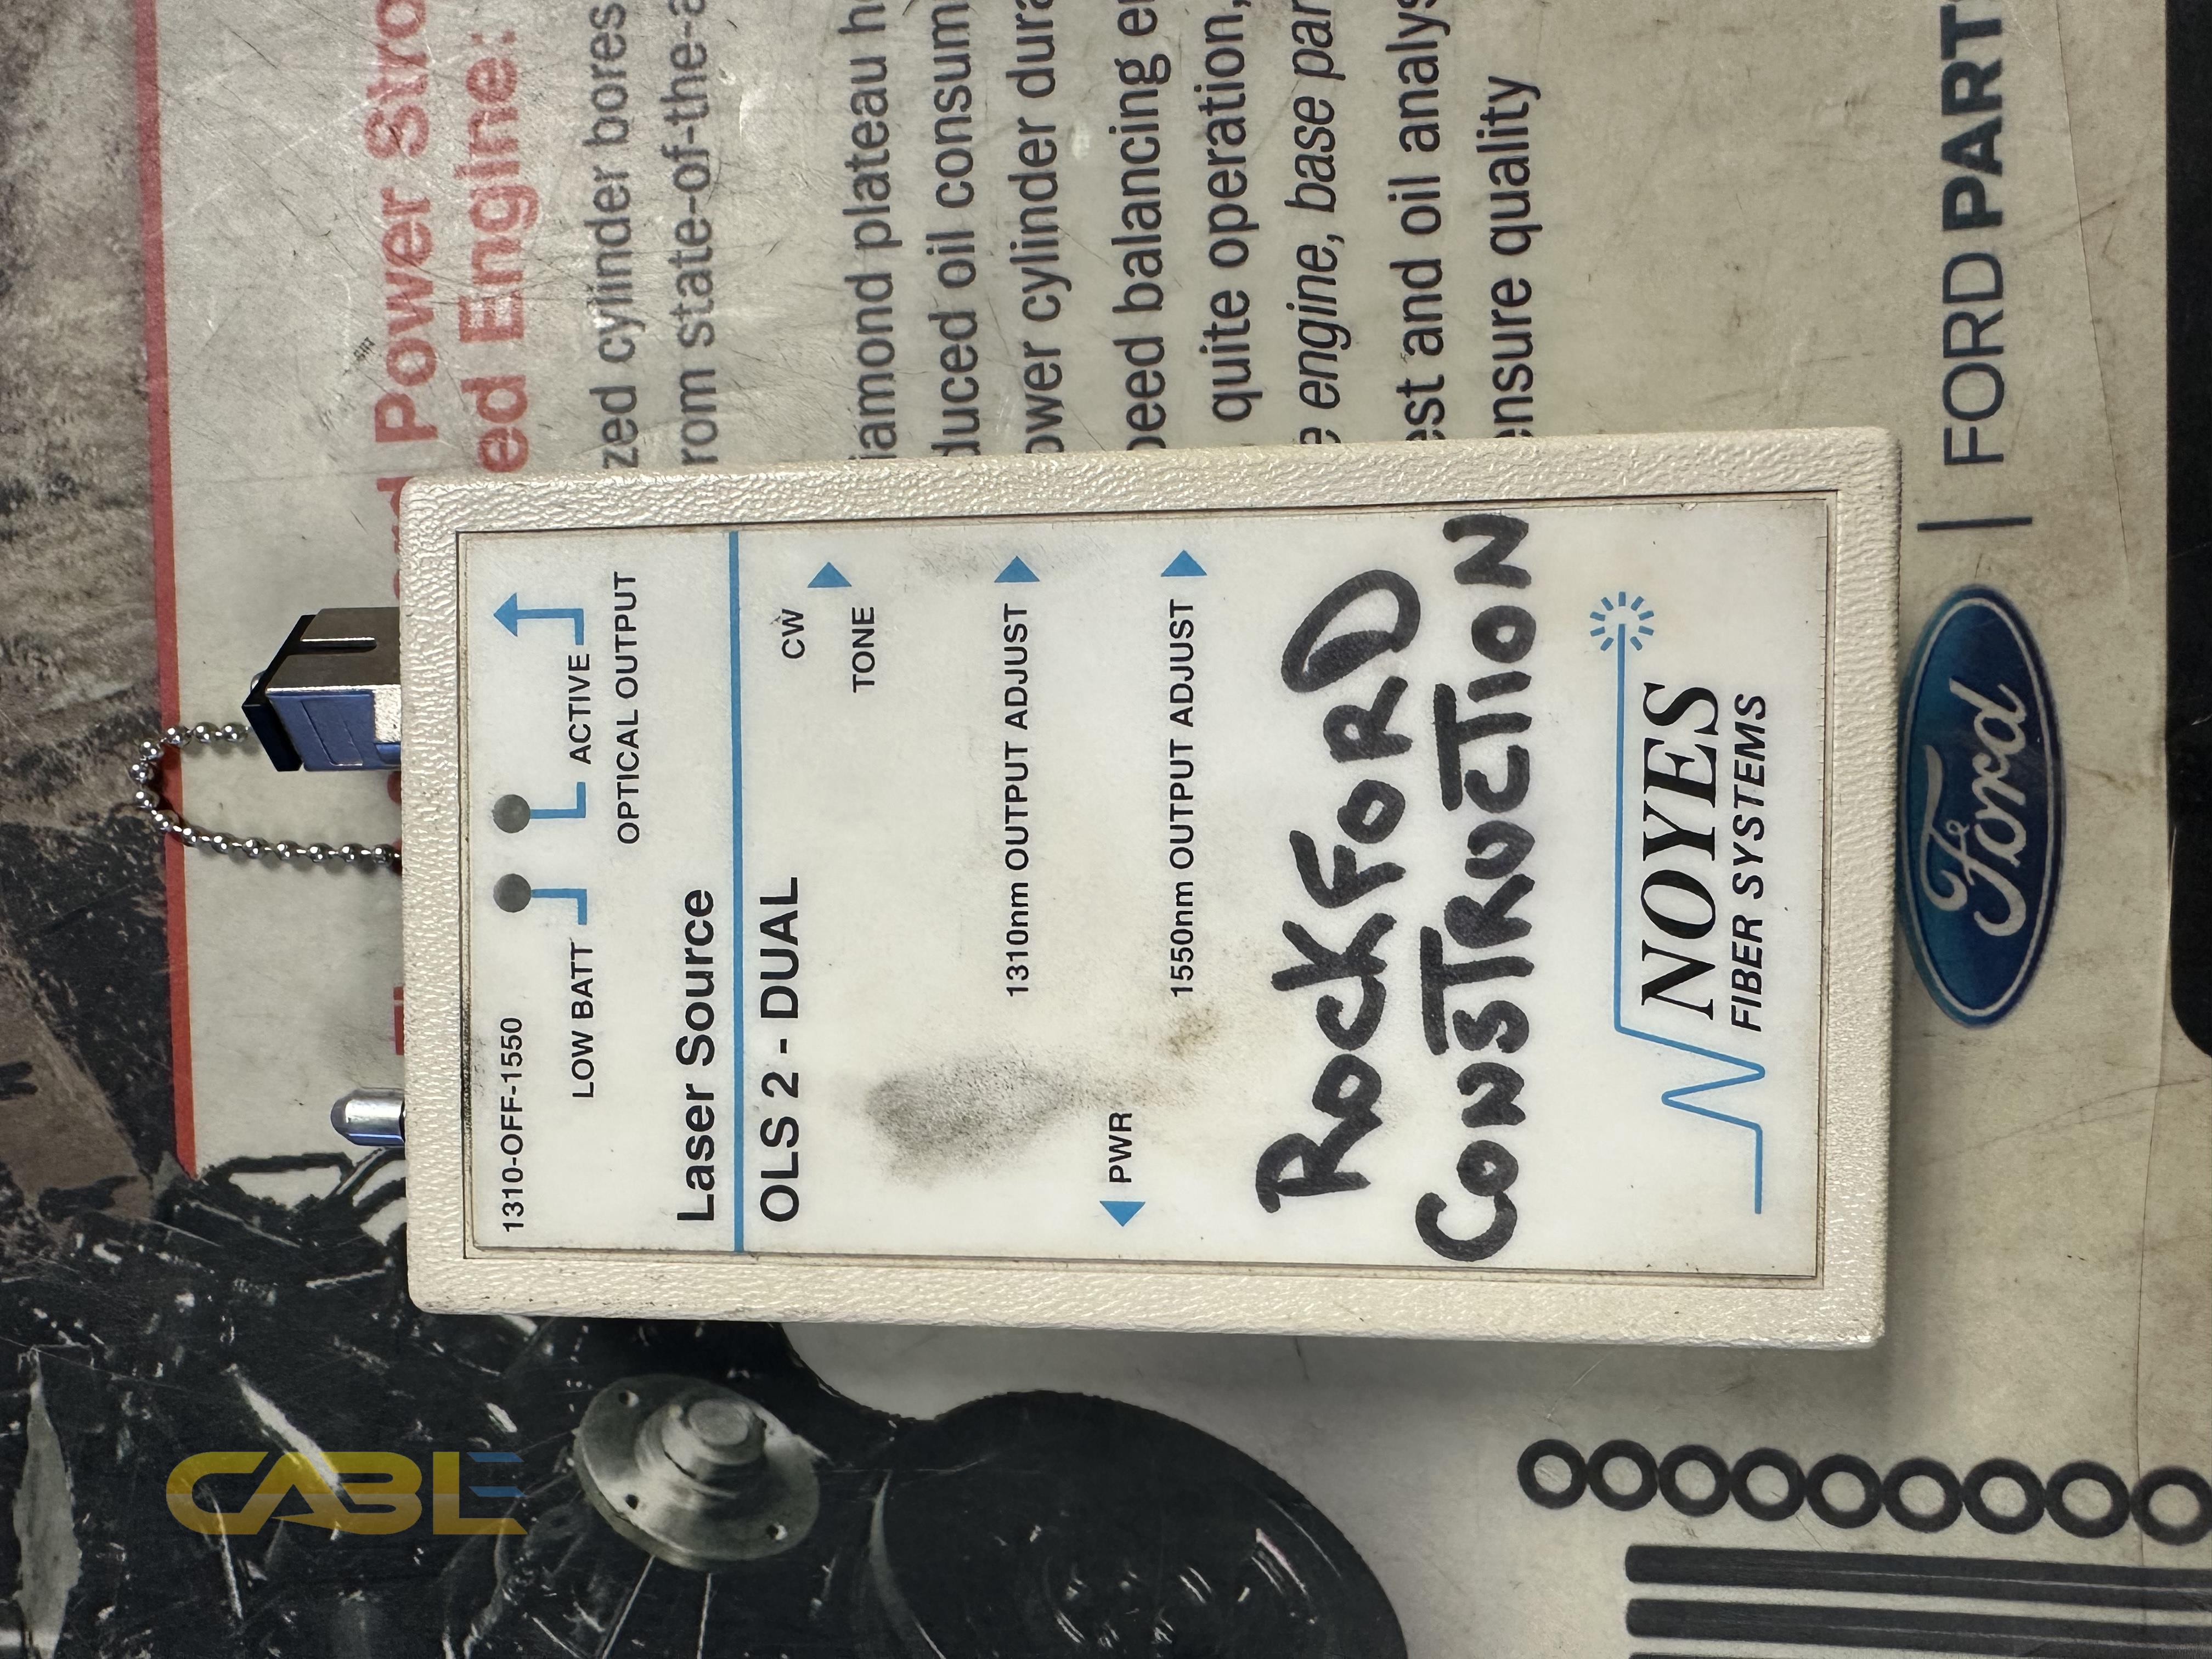 1310-OFF-1550
LOW BATT
ACTIVE
OPTICAL OUTPUT
Laser Source
OLS 2 - DUAL
CW
TONE
1310nm OUTPUT ADJUST
PWR
1550nm OUTPUT ADJUST
ROCKFORD
CONSTRUCTION
NOYES
FIBER SYSTEMS
Power Stro
ed Engine:
zed cylinder bores
rom state-of-the-a
iamond plateau h
duced oil consum
ower cylinder dura
peed balancing e
quite operation,
e engine, base par
est and oil analys
ensure quality
Ford
FORD PART
CABLE